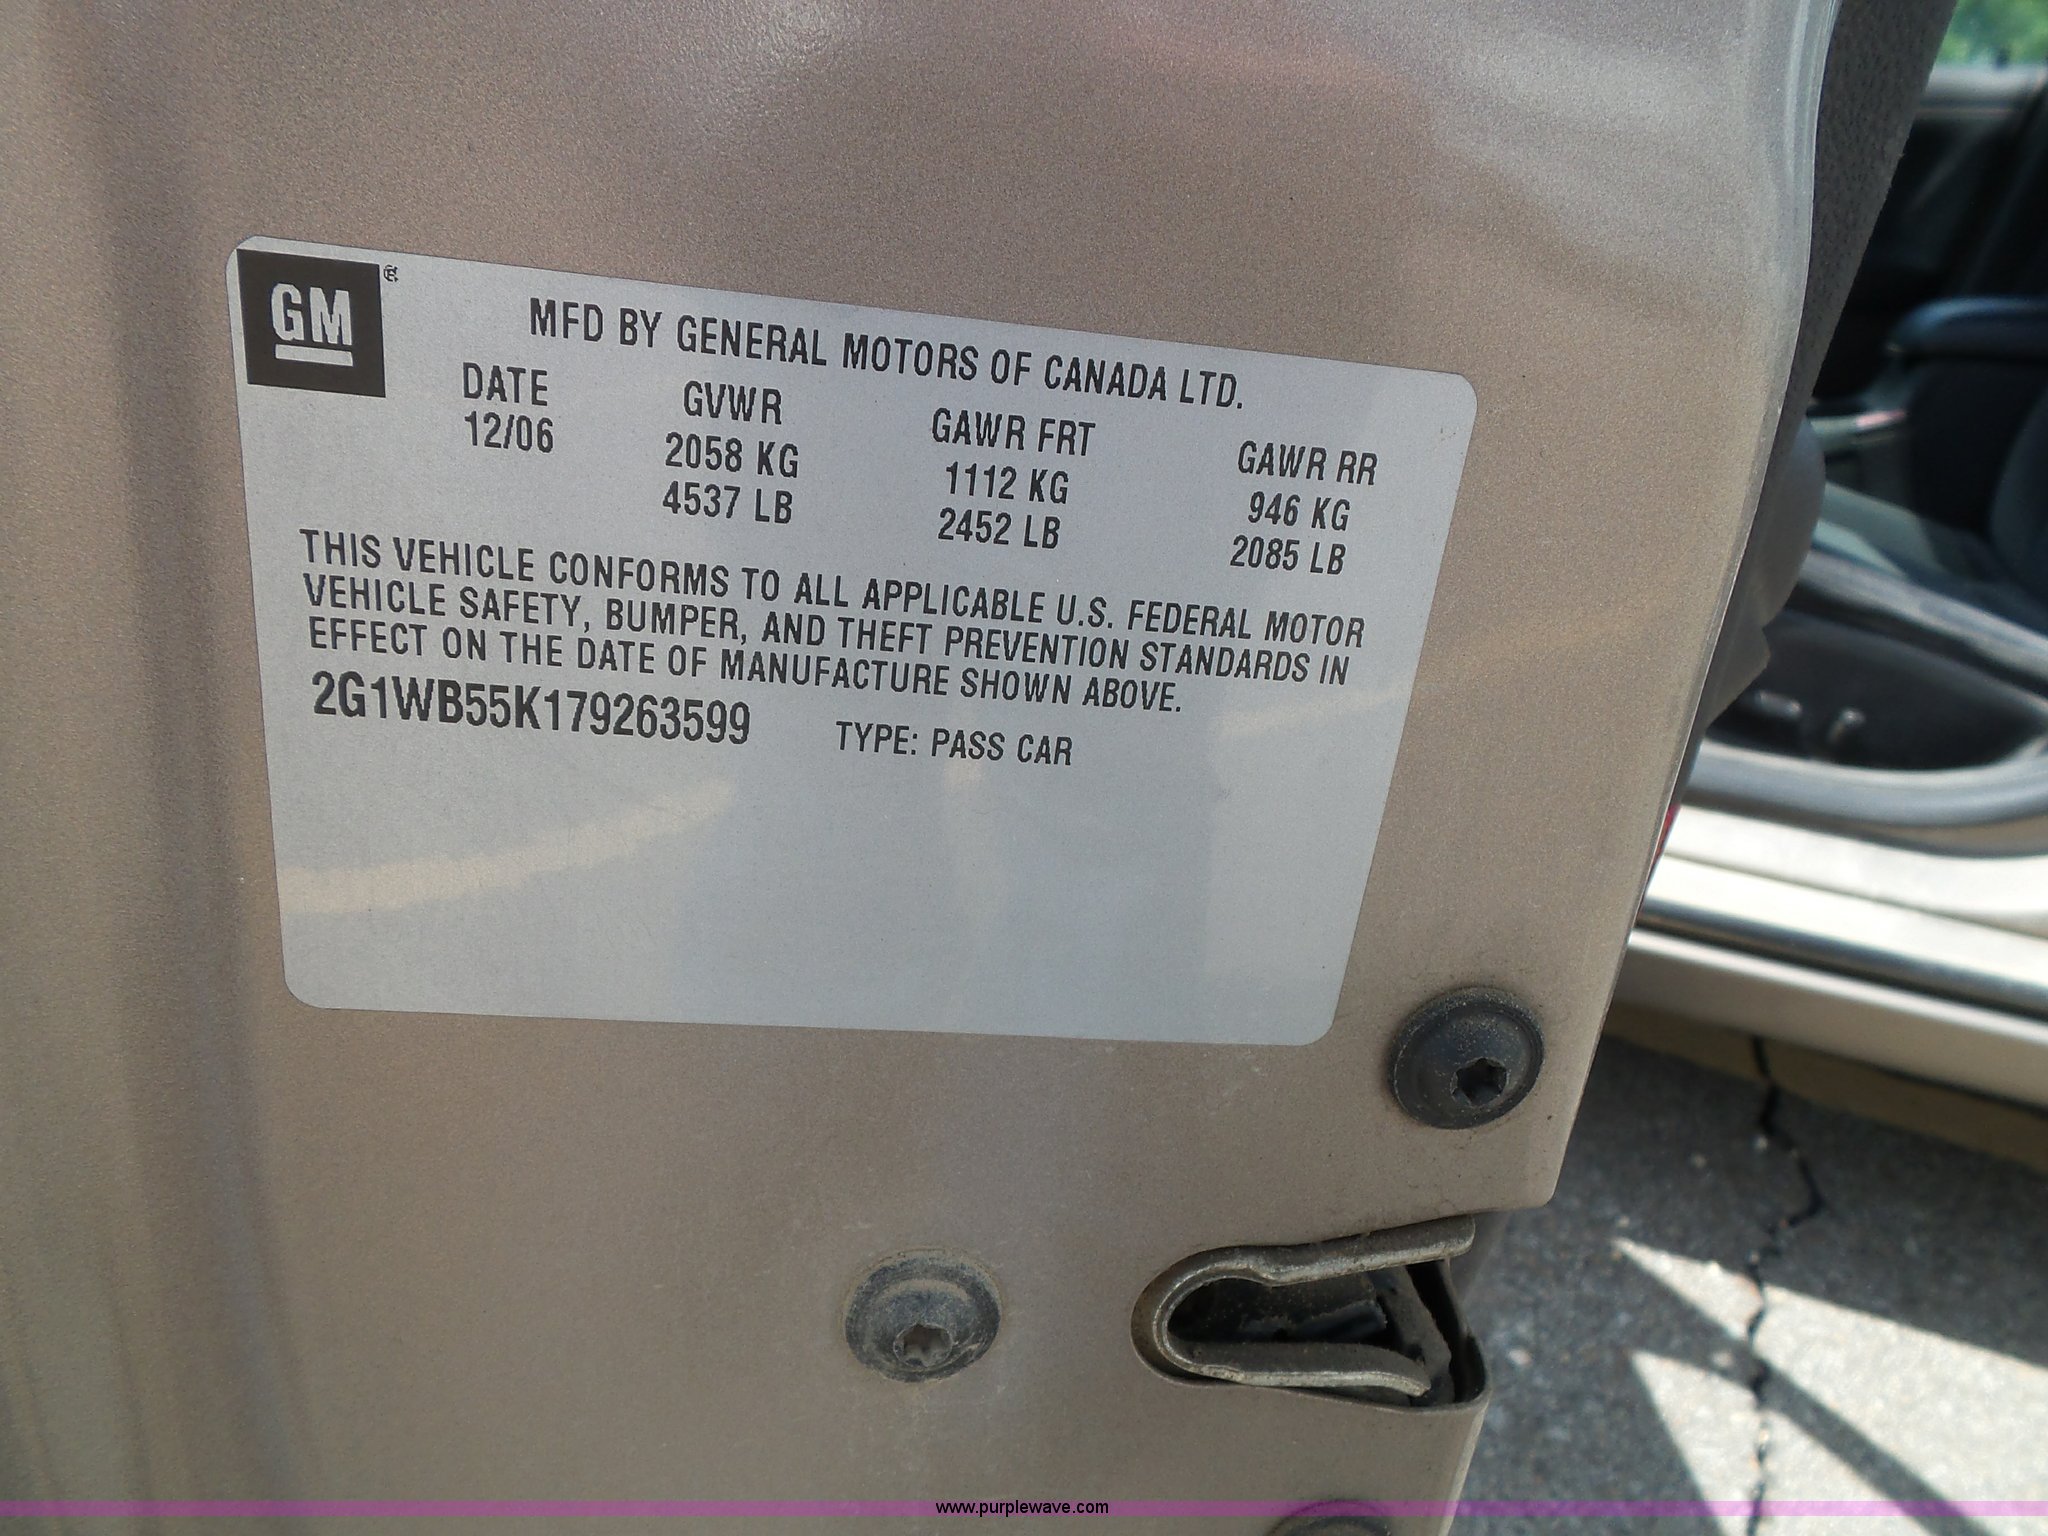 GM®
MFD BY GENERAL MOTORS OF CANADA LTD.
DATE GVWR GAWR FRT GAWR RR
12/06 2058 KG 1112 KG 946 KG
4537 LB 2452 LB 2085 LB
THIS VEHICLE CONFORMS TO ALL APPLICABLE U.S. FEDERAL MOTOR
VEHICLE SAFETY, BUMPER, AND THEFT PREVENTION STANDARDS IN
EFFECT ON THE DATE OF MANUFACTURE SHOWN ABOVE.
2G1WB55K179263599 TYPE: PASS CAR
www.purplewave.com